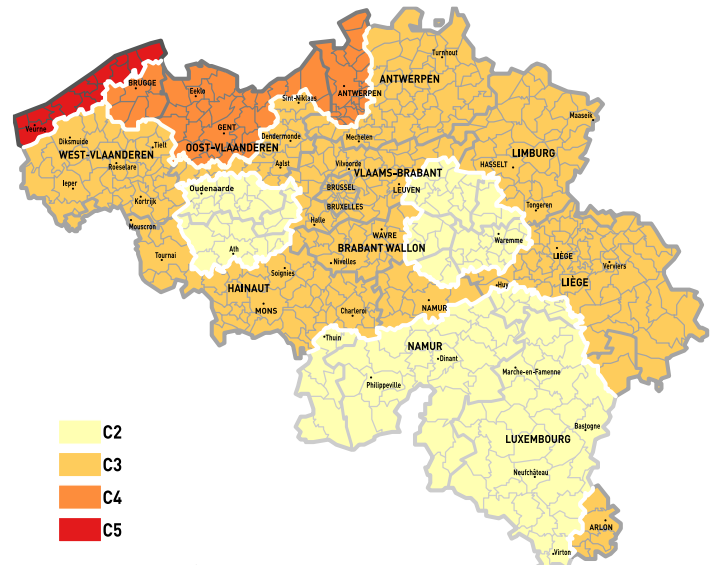 Turnhout
ANTWERPEN
BRUGGE
Eekle
Sint-Niklaas
ANTWERPEN
Maaseik
Veurne
GENT
Diksmuide
Tielt
OOST-VLAANDEREN
Dendermonde
Mechelen
WEST-VLAANDEREN
Roeselare
Aalst
Vilvoorde
VLAAMS-BRABANT
HASSELT
LIMBURG
Ieper
Oudenaarde
BRUSSEL
LEUVEN
Kortrijk
BRUXELLES
Tongeren
Mouscron
Halle
WAVRE
Waremme
Ath
BRABANT WALLON
LIÈGE
Tournai
Nivelles
Verviers
Soignies
HAINAUT
Huy
LIÈGE
MONS
Charleroi
NAMUR
Thuin
NAMUR
Dinant
Marche-en-Famenne
Philippeville
Bastogne
LUXEMBOURG
Neufchâteau
ARLON
Virton
C2
C3
C4
C5